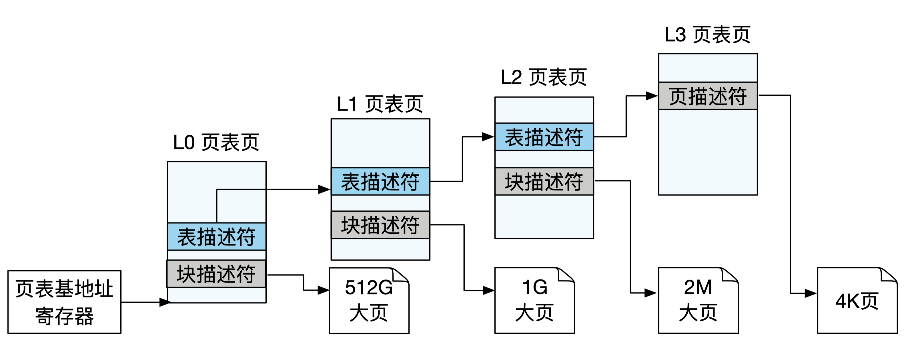 L3 页表页
页描述符
L2 页表页
表描述符
块描述符
L1 页表页
表描述符
块描述符
L0 页表页
表描述符
块描述符
页表基地址
寄存器
512G
大页
1G
大页
2M
大页
4K页